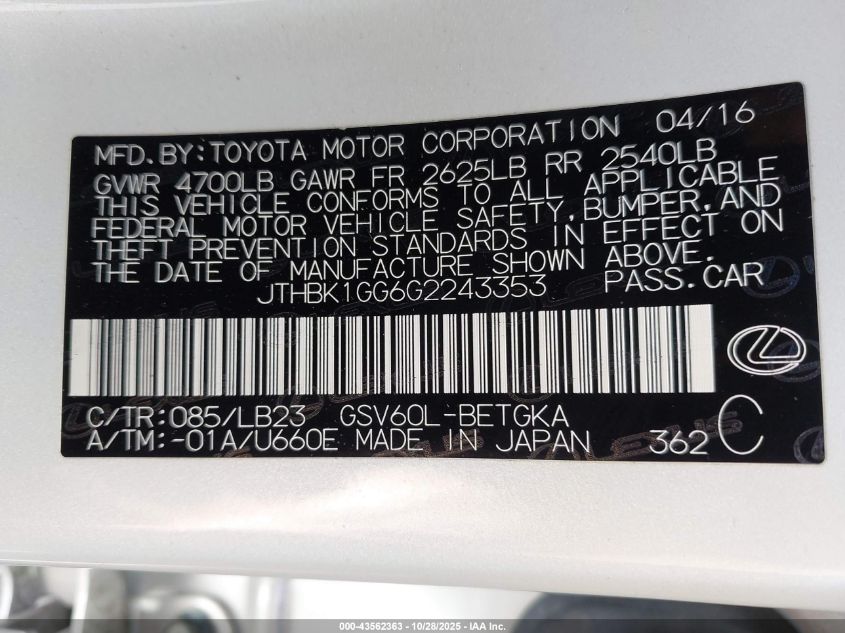 MFD. BY: TOYOTA MOTOR CORPORATION 04/16
GVWR 4700LB GAWR FR 2625LB RR 2540LB
THIS VEHICLE CONFORMS TO ALL APPLICABLE
FEDERAL MOTOR VEHICLE SAFETY, BUMPER, AND
THEFT PREVENTION STANDARDS IN EFFECT ON
THE DATE OF MANUFACTURE SHOWN ABOVE.
JTHBK1GG6G2243353 PASS. CAR
C/TR: 085/LB23 GSV60L-BETGKA
A/TM: -01A/U660E MADE IN JAPAN 362 C
000-43562363 | 10/28/2025 | IAA Inc.